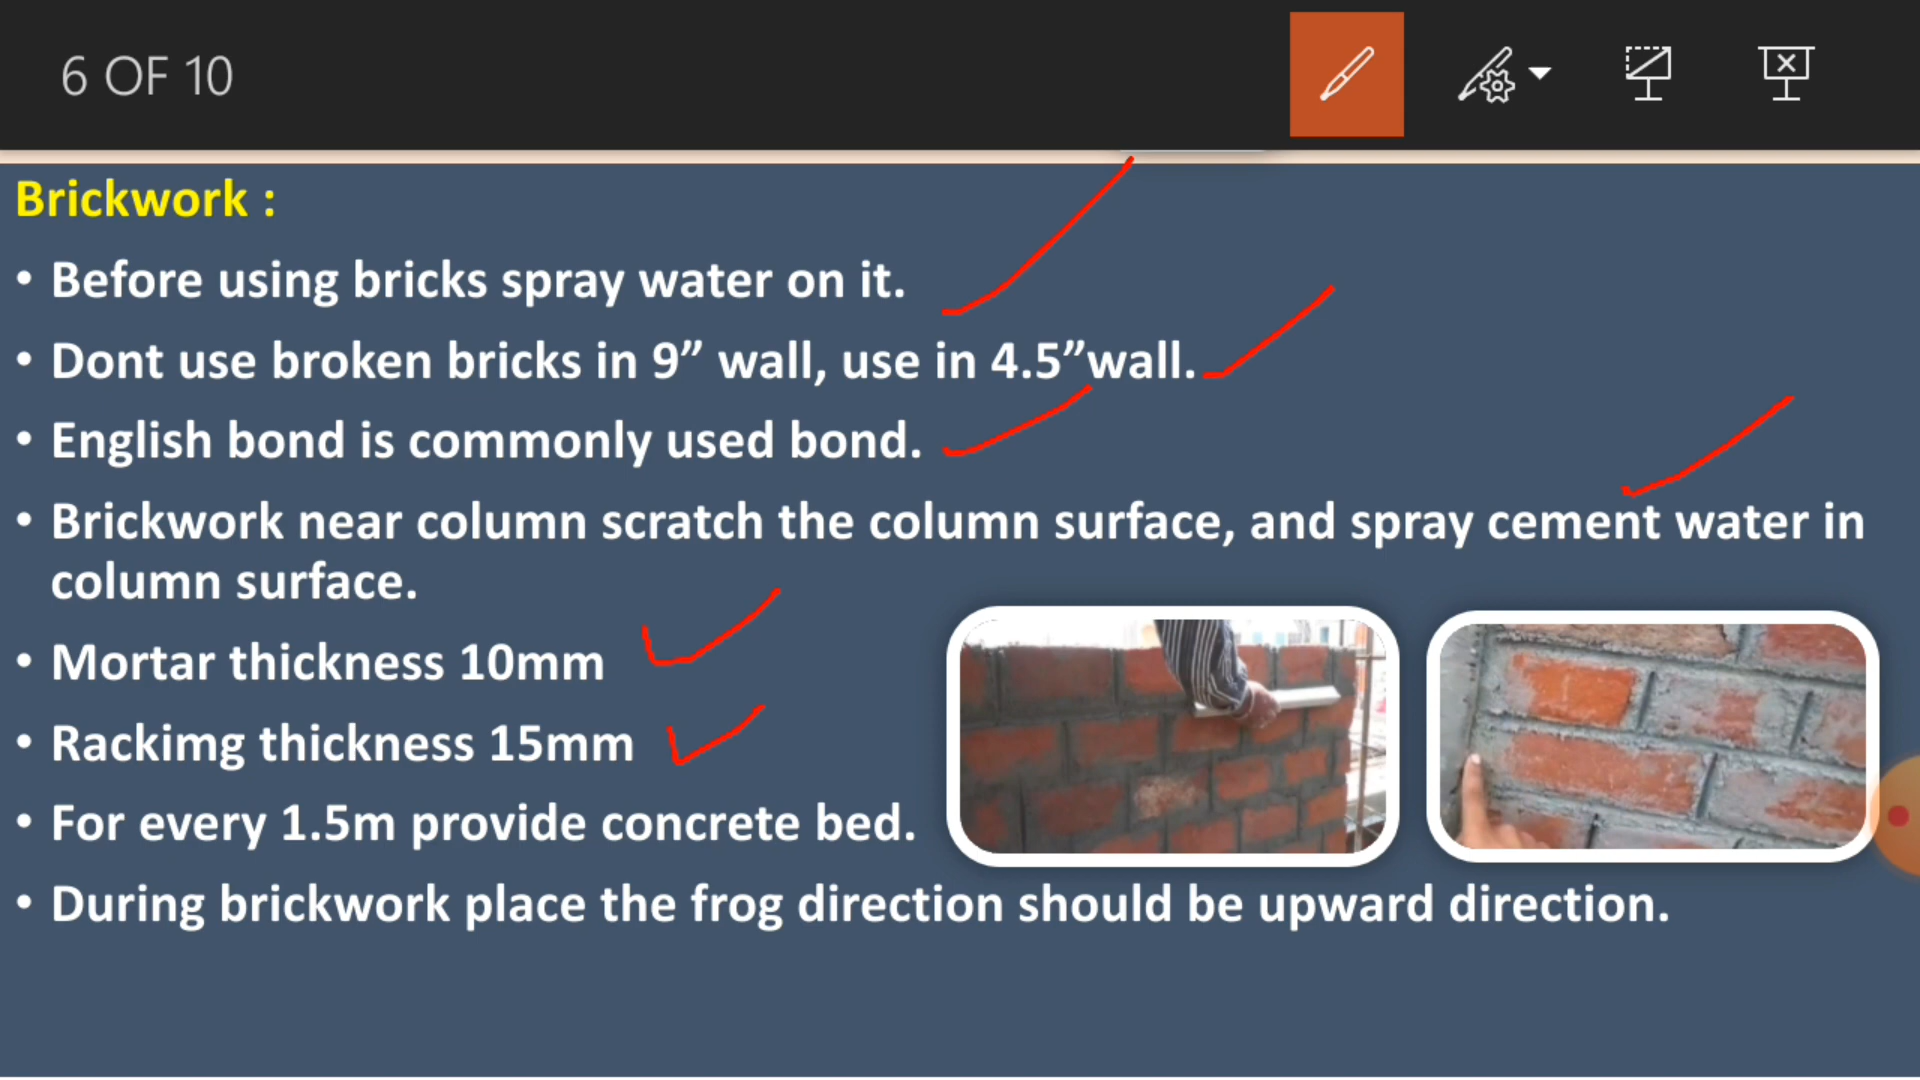 6 OF 10
Brickwork :
• Before using bricks spray water on it.
• Dont use broken bricks in 9” wall, use in 4.5”wall.
• English bond is commonly used bond.
• Brickwork near column scratch the column surface, and spray cement water in
column surface.
• Mortar thickness 10mm
• Rackimg thickness 15mm
• For every 1.5m provide concrete bed.
• During brickwork place the frog direction should be upward direction.